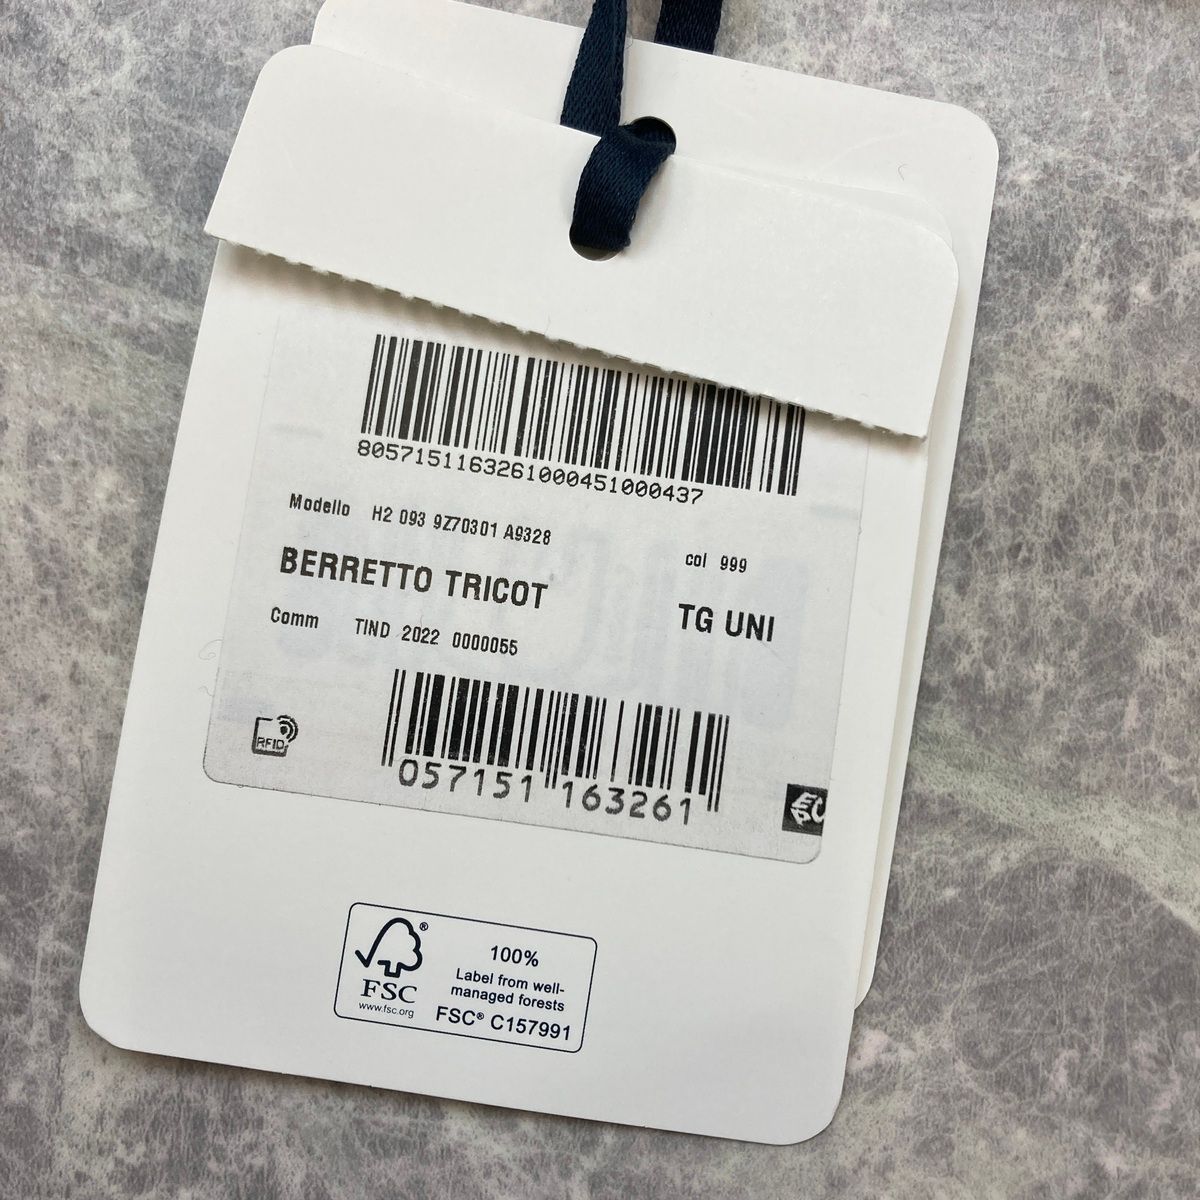 8057151163261000451000437
Modello H2 093 9Z70301 A9328
col 999
BERRETTO TRICOT
TG UNI
Comm TIND 2022 0000055
RFID
057151 163261
®
100%
Label from well-
managed forests
FSC
www.fsc.org
FSC® C157991